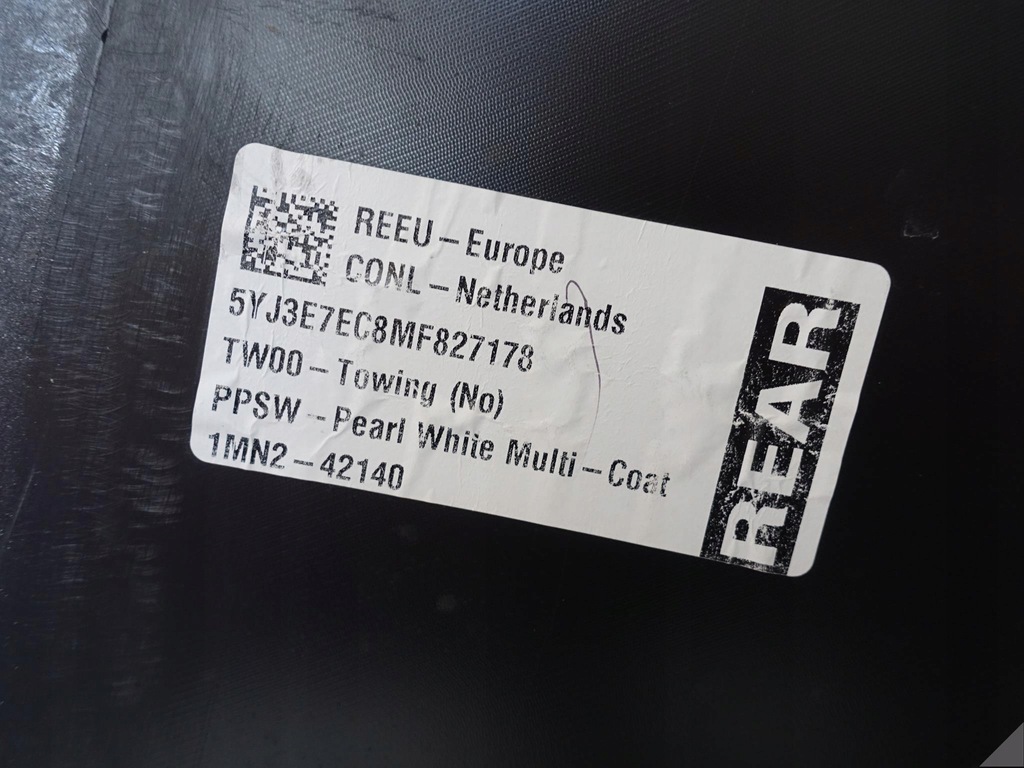 REEU – Europe
CONL – Netherlands
5YJ3E7EC8MF827178
TW00 – Towing (No)
PPSW – Pearl White Multi – Coat
1MN2 – 42140
REAR